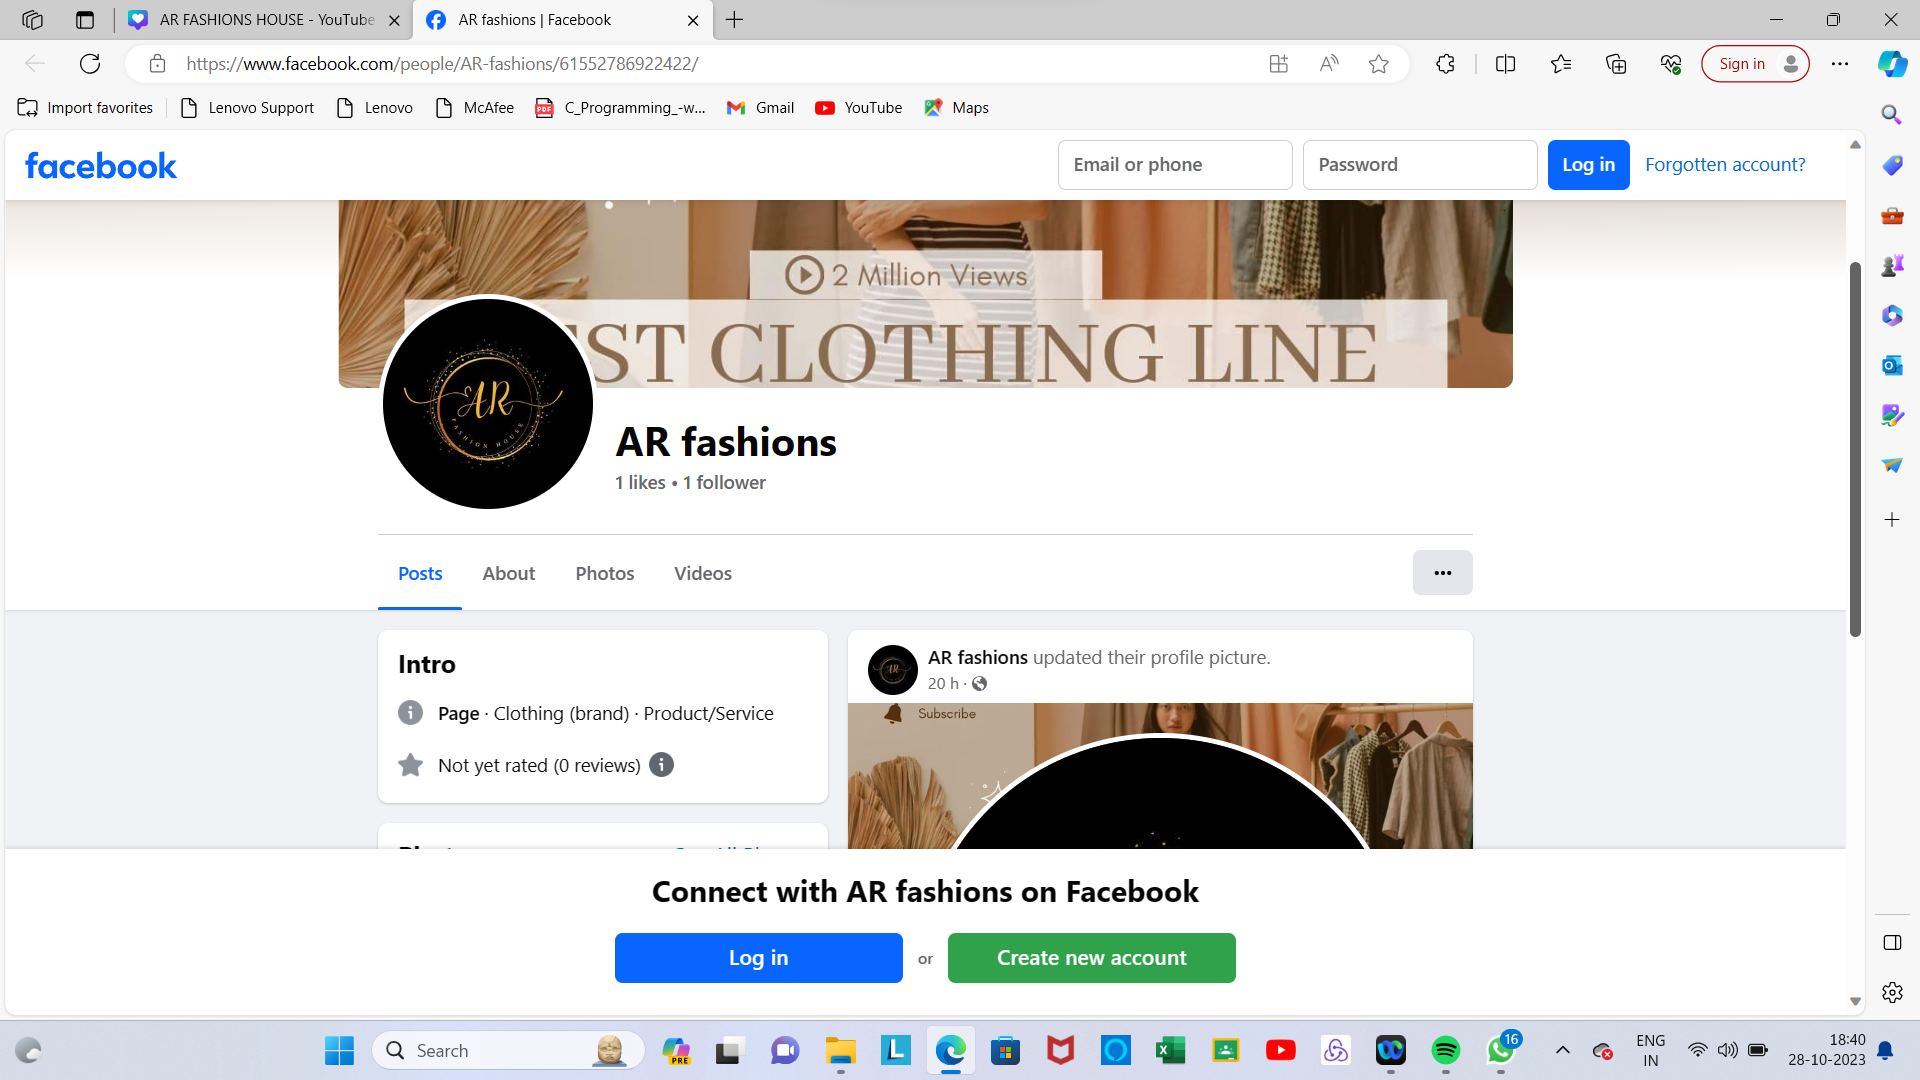 AR FASHIONS HOUSE - YouTube
AR fashions | Facebook
https://www.facebook.com/people/AR-fashions/61552786922422/
Sign in
Import favorites
Lenovo Support
Lenovo
McAfee
C_Programming_-w...
Gmail
YouTube
Maps
facebook
Email or phone
Password
Log in
Forgotten account?
2 Million Views
ST CLOTHING LINE
AR
FASHION HOUSE
AR fashions
1 likes • 1 follower
Posts
About
Photos
Videos
Intro
Page · Clothing (brand) · Product/Service
Not yet rated (0 reviews)
AR fashions updated their profile picture.
20 h ·
Subscribe
Connect with AR fashions on Facebook
Log in
or
Create new account
Search
PRE
16
ENG
IN
18:40
28-10-2023